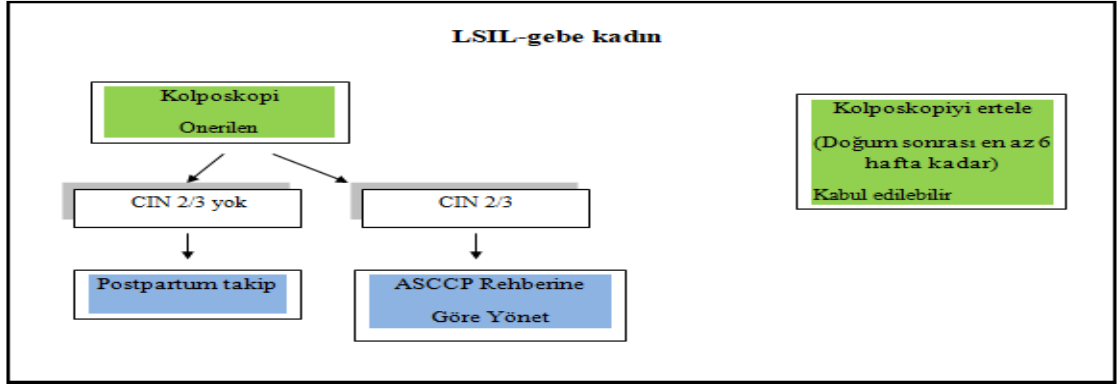 LSIL-gebe kadın
Kolposkopi
Onerilen
Kolposkopiyi ertele
(Doğum sonrası en az 6
hafta kadar)
Kabul edilebilir
CIN 2/3 yok
CIN 2/3
Postpartum takip
ASCCP Rehberine
Göre Yönet